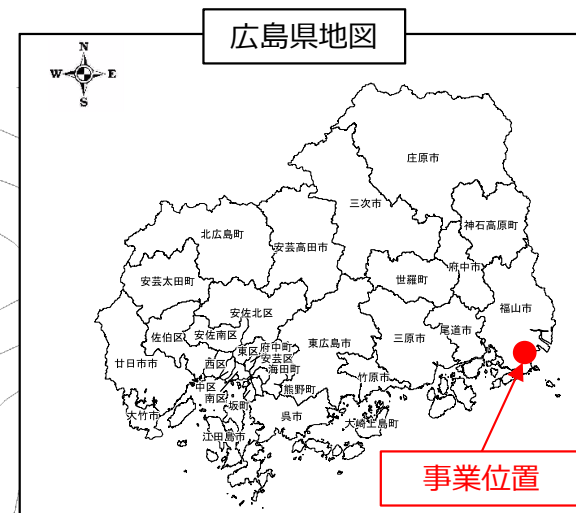 広島県地図
N
W E
S
庄原市
三次市
神石高原町
北広島町
安芸高田市
府中市
世羅町
安芸太田町
福山市
安佐北区
佐伯区
安佐南区
東広島市
三原市
尾道市
廿日市市
西区
東区
府中町
安芸区
海田町
竹原市
中区
南区
熊野町
大竹市
坂町
呉市
大崎上島町
江田島市
事業位置